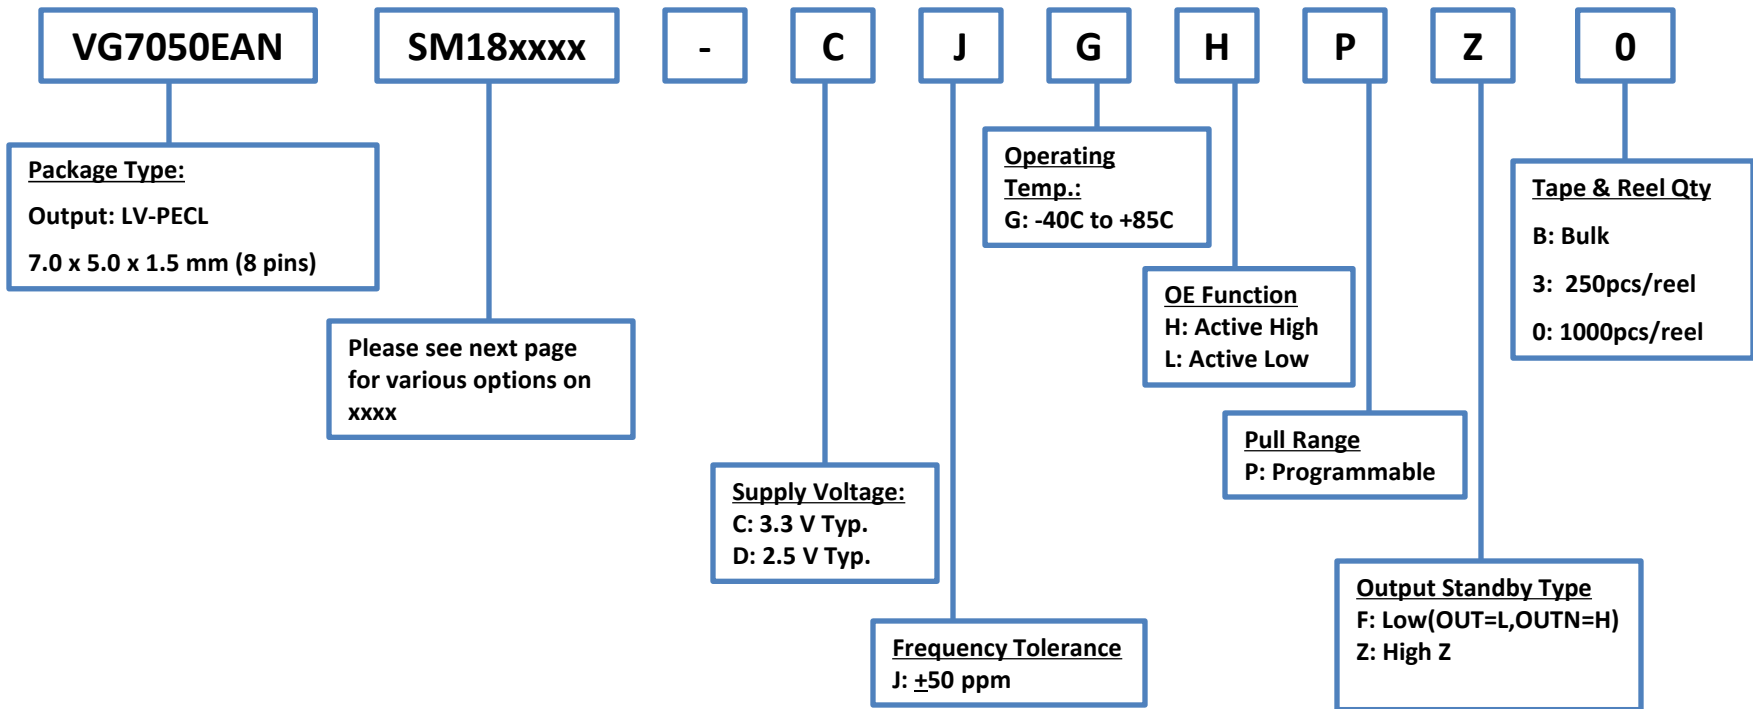 VG7050EAN SM18xxxx - C J G H P Z 0
Package Type:
Output: LV-PECL
7.0 x 5.0 x 1.5 mm (8 pins)
Please see next page
for various options on
xxxx
Supply Voltage:
C: 3.3 V Typ.
D: 2.5 V Typ.
Frequency Tolerance
J: ±50 ppm
Operating
Temp.:
G: -40C to +85C
OE Function
H: Active High
L: Active Low
Pull Range
P: Programmable
Output Standby Type
F: Low(OUT=L,OUTN=H)
Z: High Z
Tape & Reel Qty
B: Bulk
3: 250pcs/reel
0: 1000pcs/reel